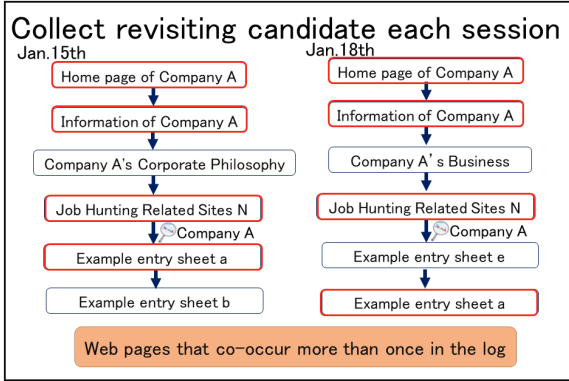 Collect revisiting candidate each session
Jan.15th
Home page of Company A
Information of Company A
Company A's Corporate Philosophy
Job Hunting Related Sites N
Company A
Example entry sheet a
Example entry sheet b
Jan.18th
Home page of Company A
Information of Company A
Company A’s Business
Job Hunting Related Sites N
Company A
Example entry sheet e
Example entry sheet a
Web pages that co-occur more than once in the log